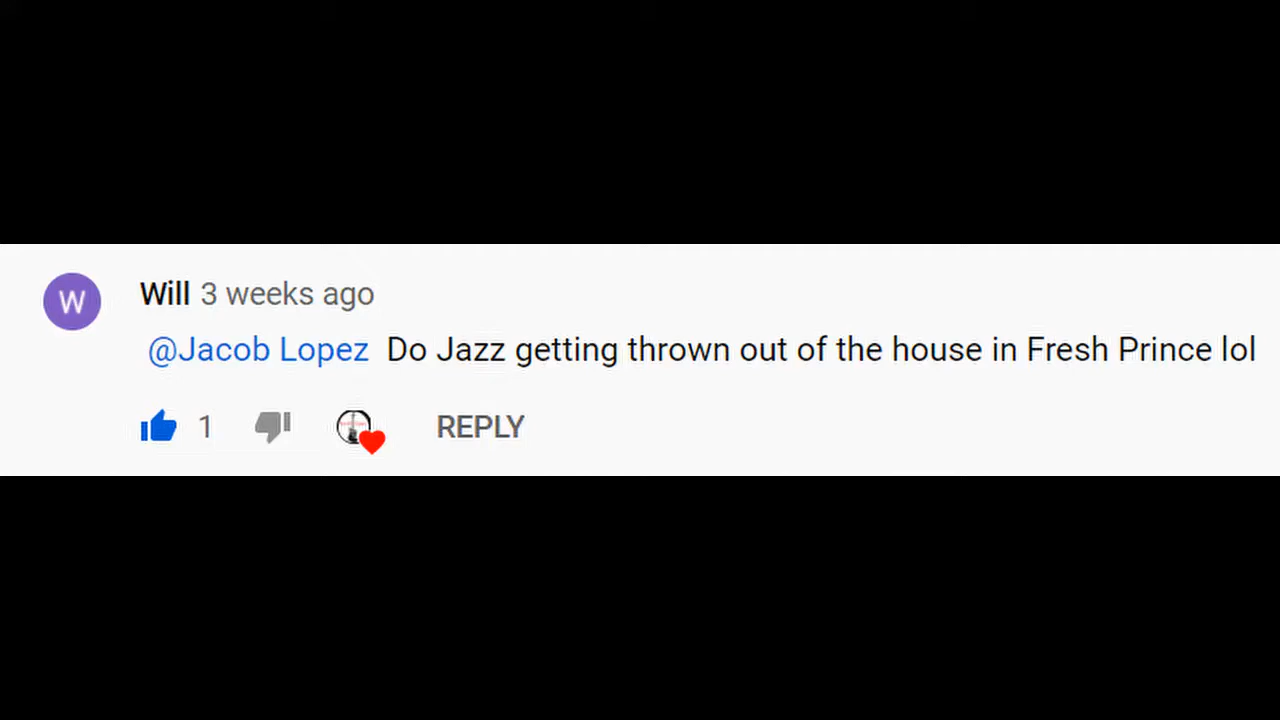 W
Will 3 weeks ago
@Jacob Lopez Do Jazz getting thrown out of the house in Fresh Prince lol
1 REPLY